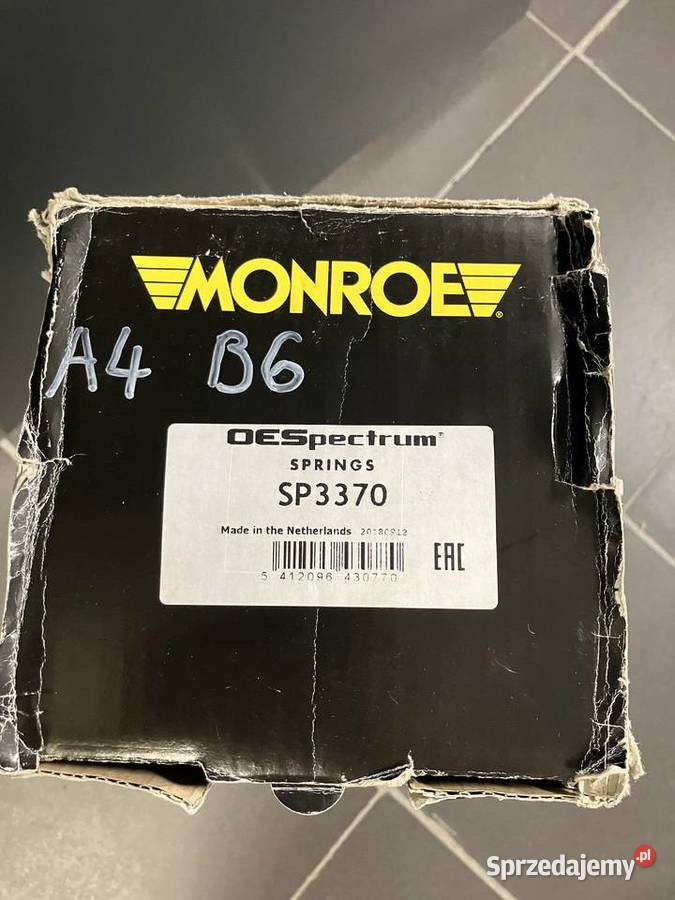 MONROE®
A4 B6
OESpectrum®
SPRINGS
SP3370
Made in the Netherlands 20180912
5 412096 430770
EAC
Sprzedajemy.pl